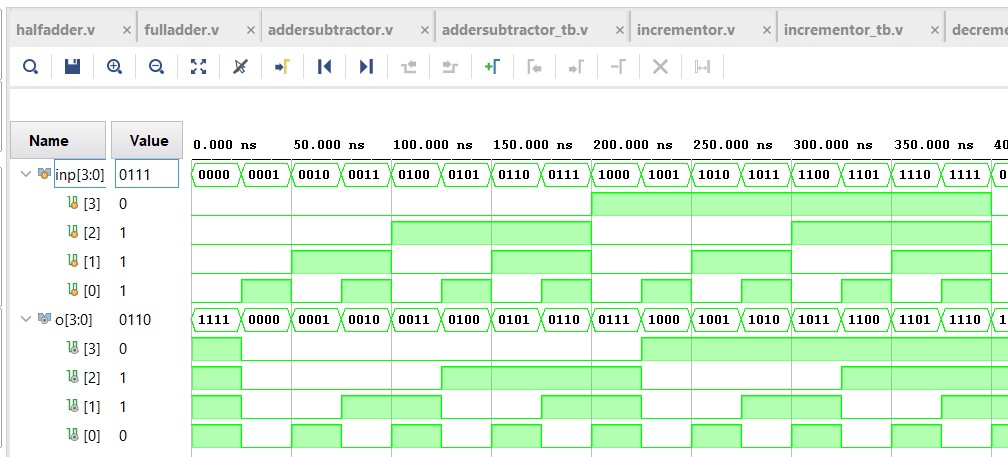 halfadder.v × fulladder.v × addersubtractor.v × addersubtractor_tb.v × incrementor.v × incrementor_tb.v × decreme
Name Value 0.000 ns 50.000 ns 100.000 ns 150.000 ns 200.000 ns 250.000 ns 300.000 ns 350.000 ns 40
inp[3:0] 0111 0000 0001 0010 0011 0100 0101 0110 0111 1000 1001 1010 1011 1100 1101 1110 1111 0
[3] 0
[2] 1
[1] 1
[0] 1
o[3:0] 0110 1111 0000 0001 0010 0011 0100 0101 0110 0111 1000 1001 1010 1011 1100 1101 1110 1
[3] 0
[2] 1
[1] 1
[0] 0